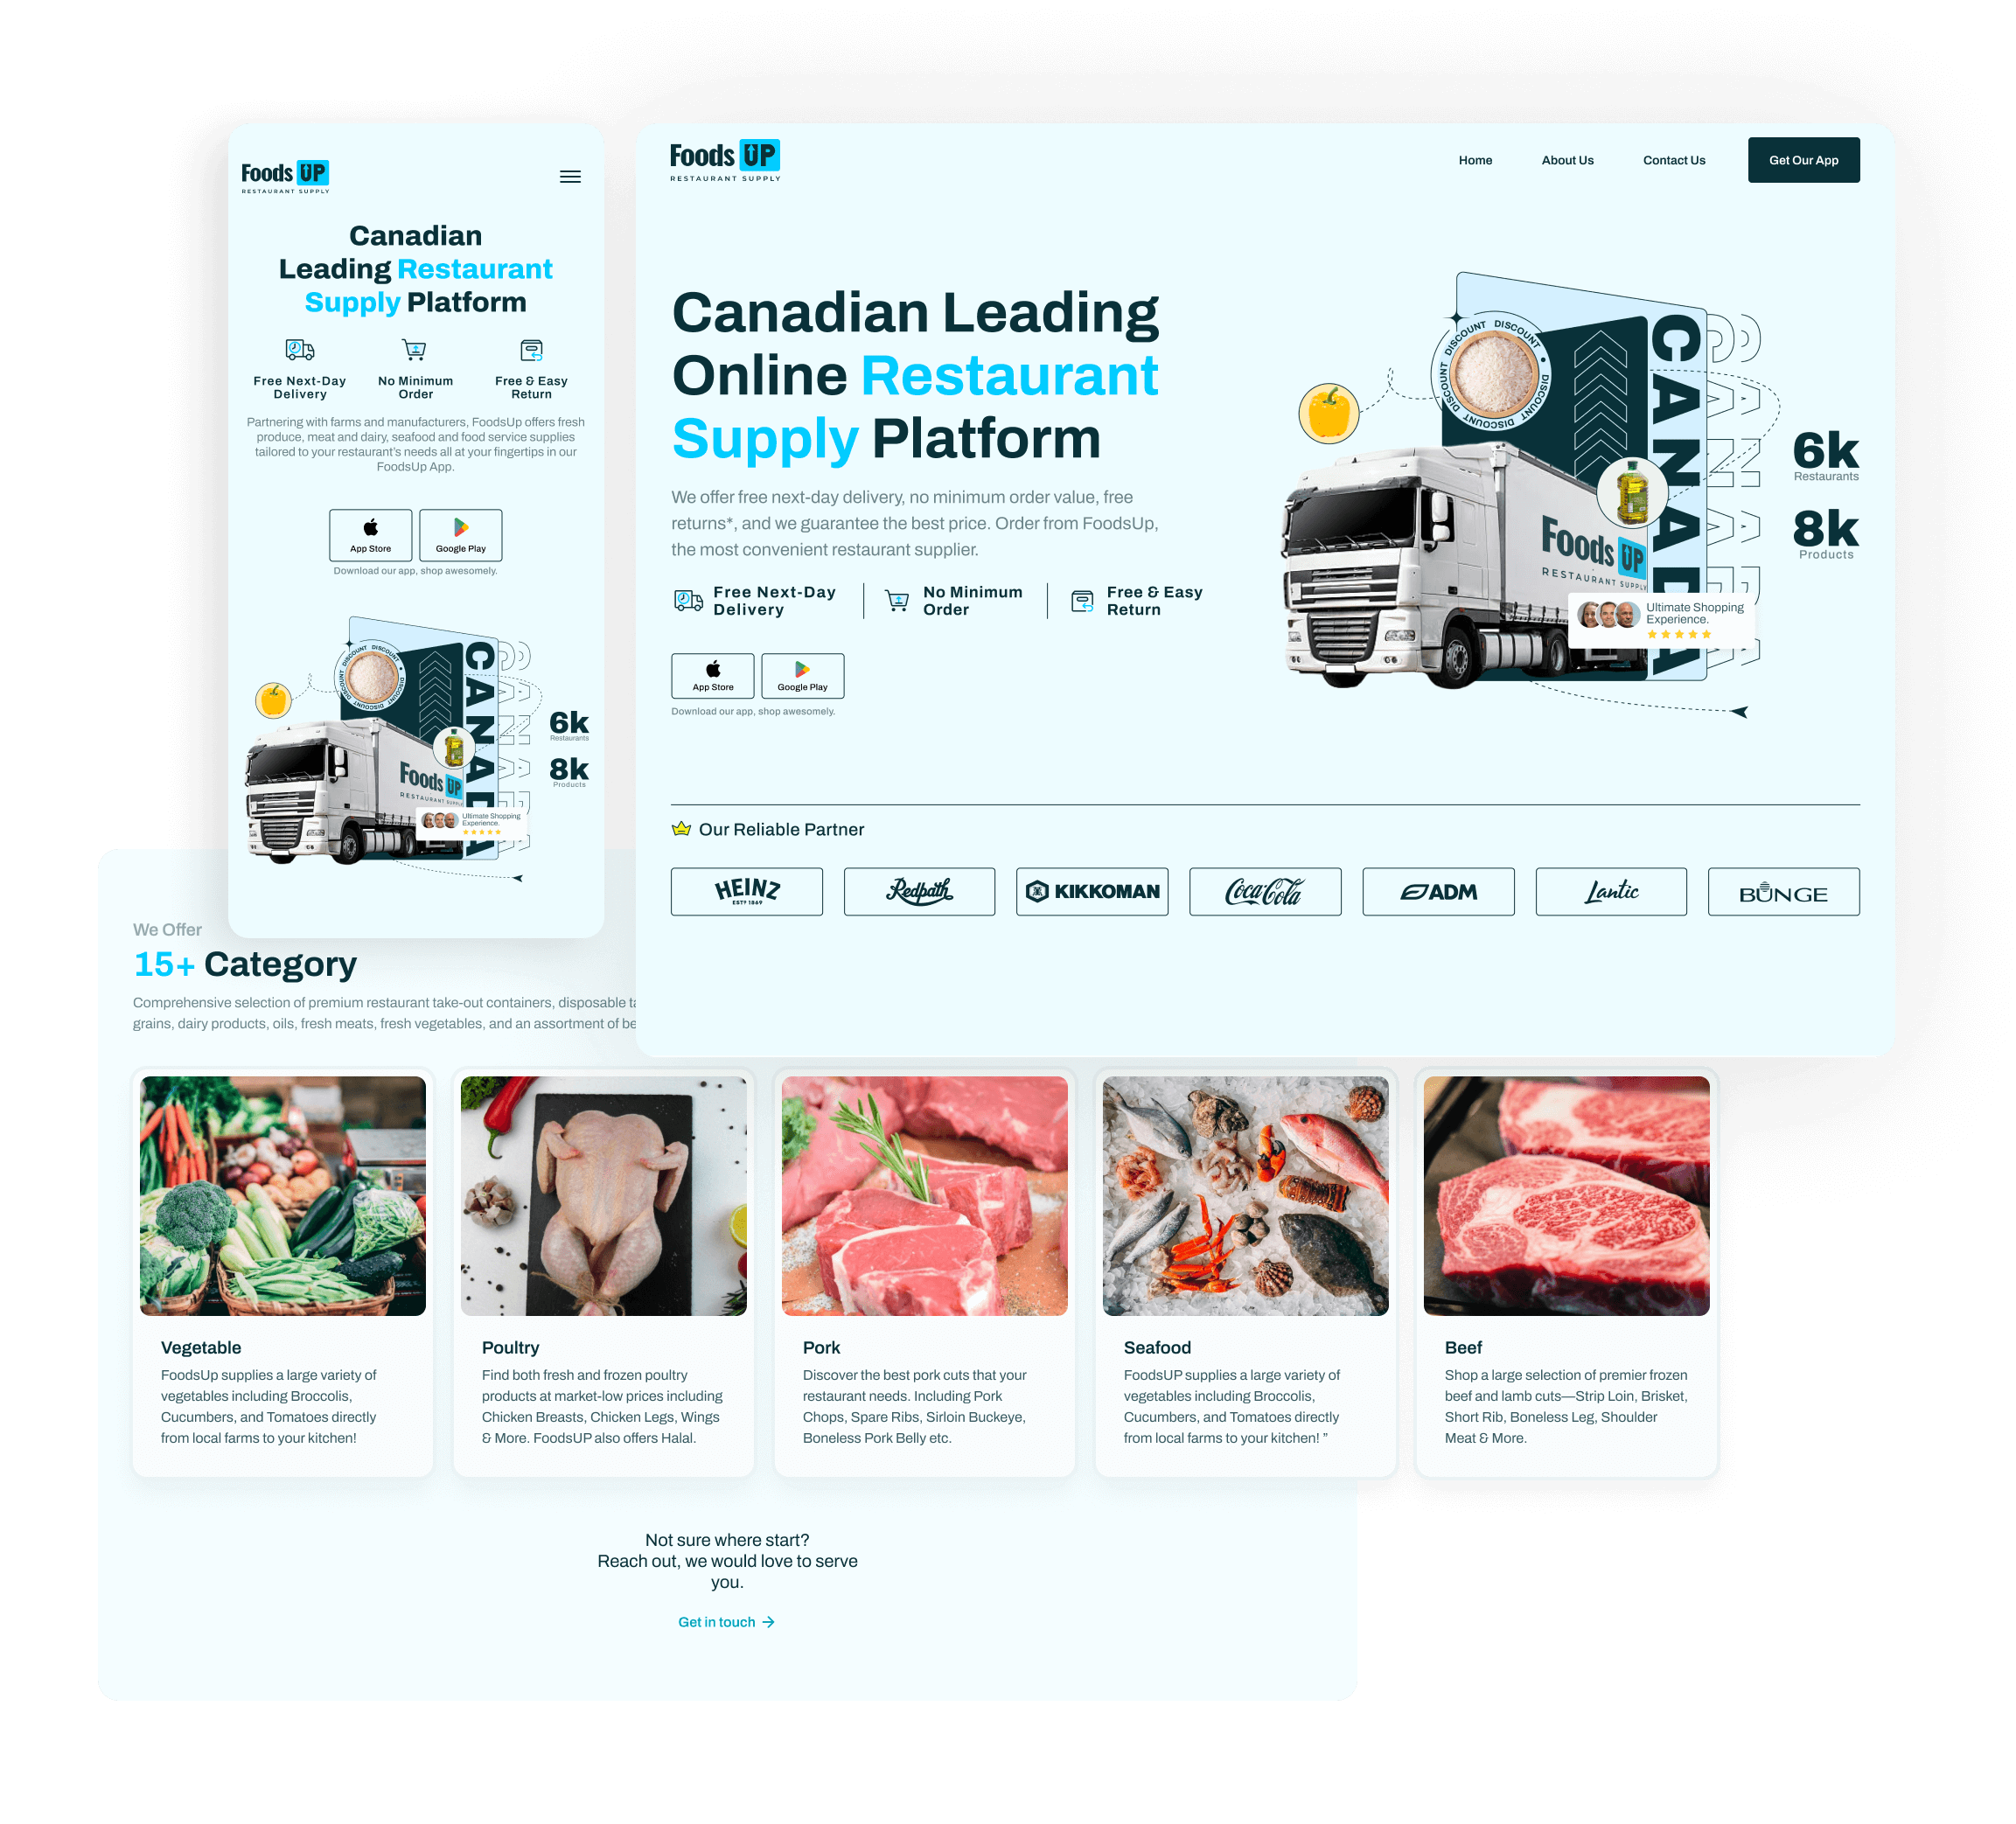 Foods UP
RESTAURANT SUPPLY
Canadian
Leading Restaurant
Supply Platform
Free Next-Day
Delivery
No Minimum
Order
Free & Easy
Return
Partnering with farms and manufacturers, FoodsUp offers fresh
produce, meat and dairy, seafood and food service supplies
tailored to your restaurant's needs all at your fingertips in our
FoodsUp App.
App Store
Google Play
Download our app, shop awesomely.
DISCOUNT DISCOUNT DISCOUNT DISCOUNT
CANADA
CANADA
6k
Restaurants
8k
Products
Foods UP
RESTAURANT SUPPLY
Ultimate Shopping
Experience.
Foods UP
RESTAURANT SUPPLY
Home
About Us
Contact Us
Get Our App
Canadian Leading
Online Restaurant
Supply Platform
We offer free next-day delivery, no minimum order value, free
returns*, and we guarantee the best price. Order from FoodsUp,
the most convenient restaurant supplier.
Free Next-Day
Delivery
No Minimum
Order
Free & Easy
Return
App Store
Google Play
Download our app, shop awesomely.
DISCOUNT DISCOUNT DISCOUNT DISCOUNT
CANADA
CANADA
6k
Restaurants
8k
Products
Foods UP
RESTAURANT SUPPLY
Ultimate Shopping
Experience.
Our Reliable Partner
HEINZ
ESTD 1869
Redpath
KIKKOMAN
Coca-Cola
ADM
Lantic
BUNGE
We Offer
15+ Category
Comprehensive selection of premium restaurant take-out containers, disposable
grains, dairy products, oils, fresh meats, fresh vegetables, and an assortment of
Vegetable
FoodsUp supplies a large variety of
vegetables including Broccolis,
Cucumbers, and Tomatoes directly
from local farms to your kitchen!
Poultry
Find both fresh and frozen poultry
products at market-low prices including
Chicken Breasts, Chicken Legs, Wings
& More. FoodsUP also offers Halal.
Pork
Discover the best pork cuts that your
restaurant needs. Including Pork
Chops, Spare Ribs, Sirloin Buckeye,
Boneless Pork Belly etc.
Seafood
FoodsUP supplies a large variety of
vegetables including Broccolis,
Cucumbers, and Tomatoes directly
from local farms to your kitchen! ”
Beef
Shop a large selection of premier frozen
beef and lamb cuts—Strip Loin, Brisket,
Short Rib, Boneless Leg, Shoulder
Meat & More.
Not sure where start?
Reach out, we would love to serve
you.
Get in touch